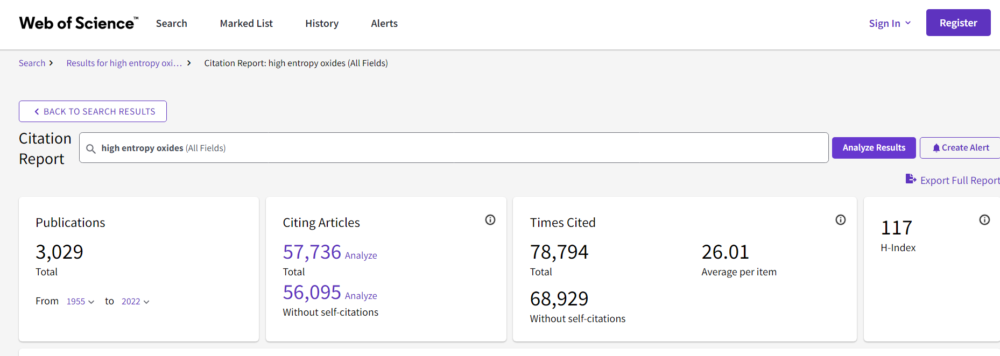 Web of Science™ Search Marked List History Alerts Sign In Register
Search Results for high entropy oxi... Citation Report: high entropy oxides (All Fields)
BACK TO SEARCH RESULTS
Citation Report
high entropy oxides (All Fields)
Analyze Results
Create Alert
Export Full Report
Publications
3,029
Total
From 1955 to 2022
Citing Articles
57,736 Analyze
Total
56,095 Analyze
Without self-citations
Times Cited
78,794
Total
26.01
Average per item
68,929
Without self-citations
117
H-Index